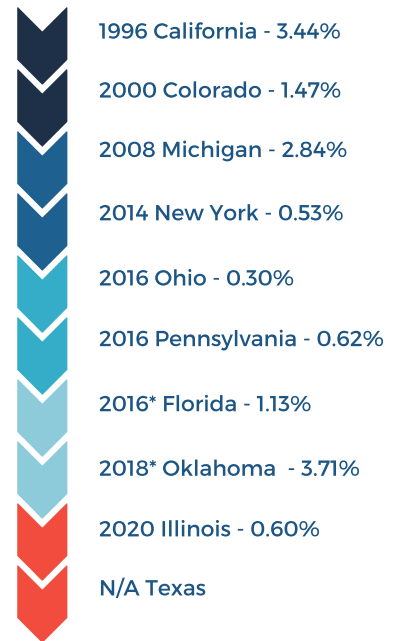 1996 California - 3.44%
2000 Colorado - 1.47%
2008 Michigan - 2.84%
2014 New York - 0.53%
2016 Ohio - 0.30%
2016 Pennsylvania - 0.62%
2016* Florida - 1.13%
2018* Oklahoma - 3.71%
2020 Illinois - 0.60%
N/A Texas